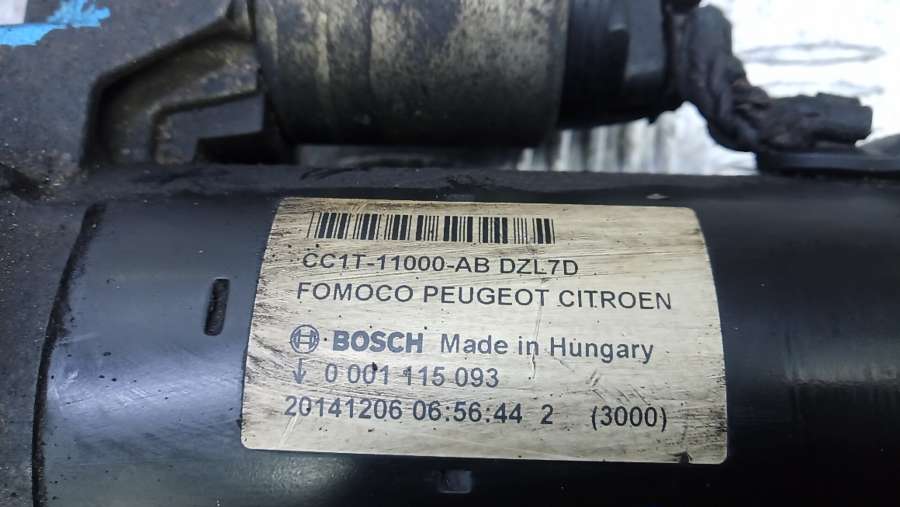 CC1T-11000-AB DZL7D
FOMOCO PEUGEOT CITROEN
BOSCH Made in Hungary
↓ 0 001 115 093
20141206 06:56:44 2 (3000)